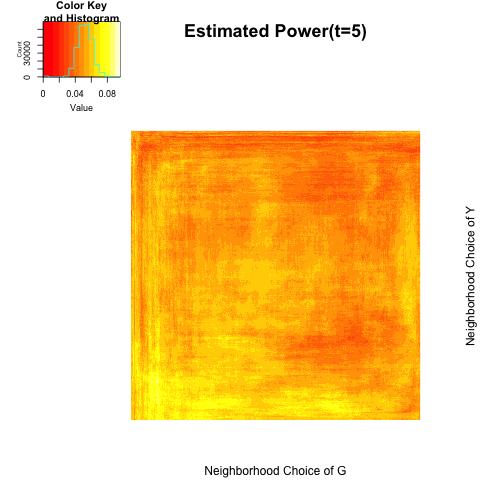 Color Key
and Histogram
Estimated Power(t=5)
Count
0 30000
0 0.04 0.08
Value
Neighborhood Choice of Y
Neighborhood Choice of G